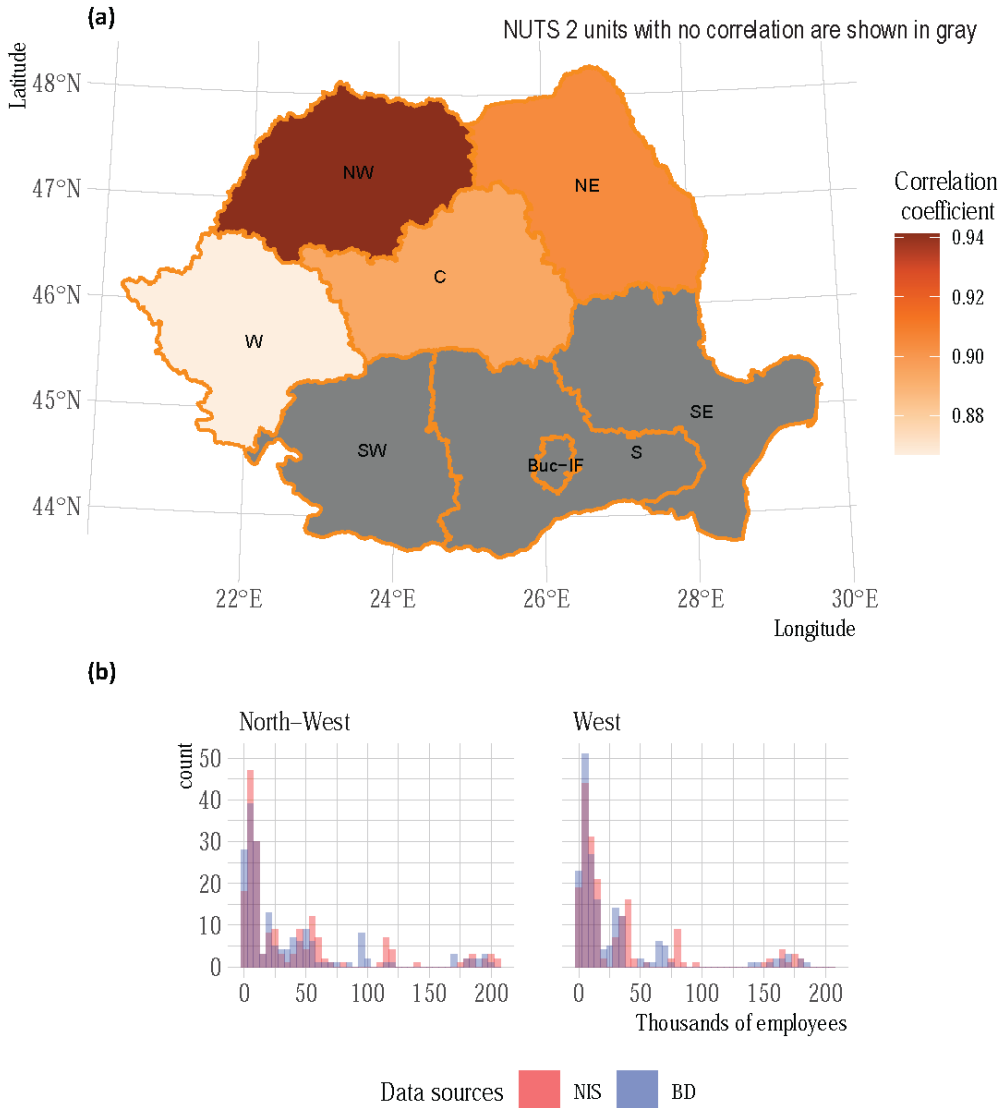 (a)
NUTS 2 units with no correlation are shown in gray
Latitude
48°N
47°N
46°N
45°N
44°N
NW
NE
C
W
SW
Buc-IF
S
SE
22°E
24°E
26°E
28°E
30°E
Longitude
Correlation
coefficient
0.94
0.92
0.90
0.88
(b)
North-West
West
count
50
40
30
20
10
0
0
50
100
150
200
0
50
100
150
200
Thousands of employees
Data sources
NIS
BD